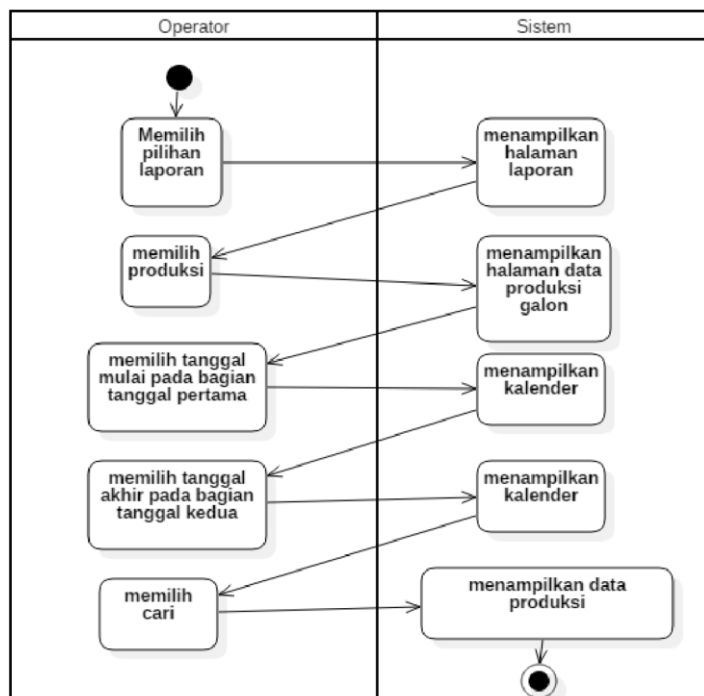 Operator
Sistem
Memilih
pilihan
laporan
menampilkan
halaman
laporan
memilih
produksi
menampilkan
halaman data
produksi
galon
memilih tanggal
mulai pada bagian
tanggal pertama
menampilkan
kalender
memilih tanggal
akhir pada bagian
tanggal kedua
menampilkan
kalender
memilih
cari
menampilkan data
produksi